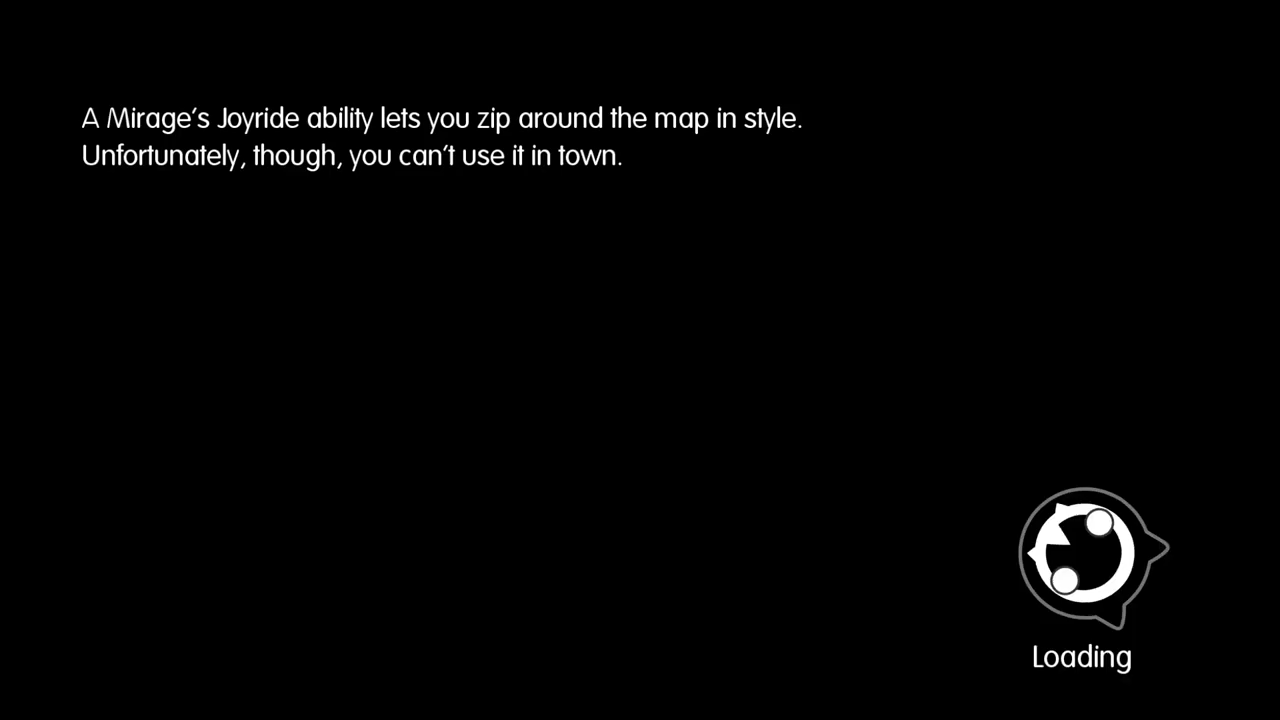 A Mirage's Joyride ability lets you zip around the map in style.
Unfortunately, though, you can't use it in town.
Loading